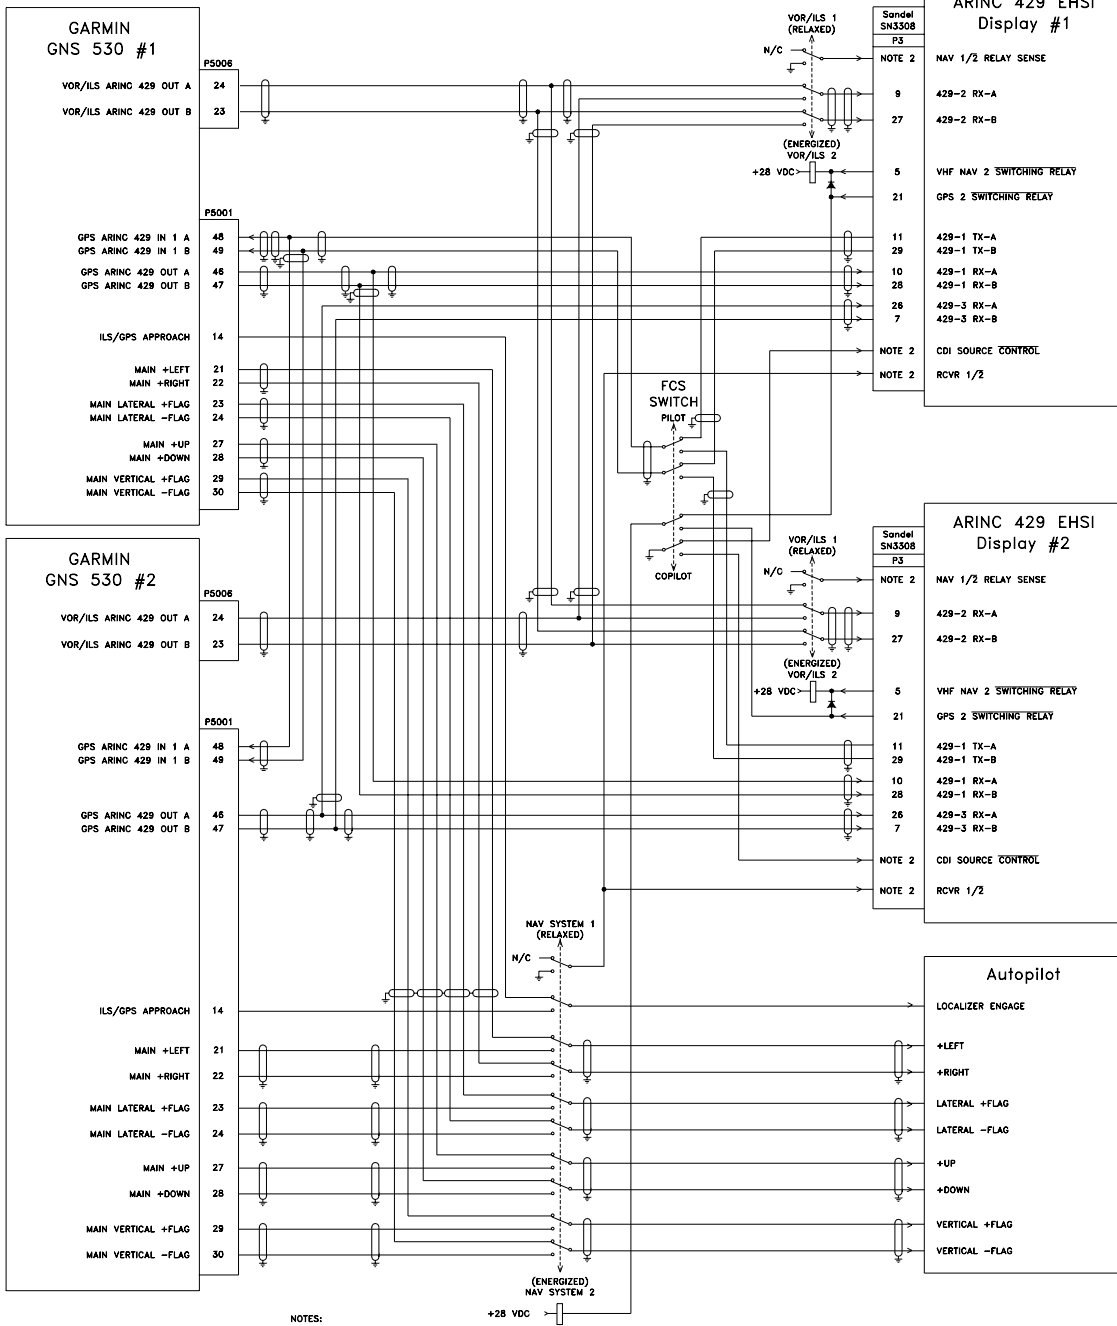 GARMIN
GNS 530 #1
P5006
VOR/ILS ARINC 429 OUT A 24
VOR/ILS ARINC 429 OUT B 23
P5001
GPS ARINC 429 IN 1 A 48
GPS ARINC 429 IN 1 B 49
GPS ARINC 429 OUT A 46
GPS ARINC 429 OUT B 47
ILS/GPS APPROACH 14
MAIN +LEFT 21
MAIN +RIGHT 22
MAIN LATERAL +FLAG 23
MAIN LATERAL -FLAG 24
MAIN +UP 27
MAIN +DOWN 28
MAIN VERTICAL +FLAG 29
MAIN VERTICAL -FLAG 30
VOR/ILS 1
(RELAXED)
N/C
(ENERGIZED)
VOR/ILS 2
+28 VDC
ARINC 429 EHSI
Display #1
Sandel
SN3308
P3
NOTE 2 NAV 1/2 RELAY SENSE
9 429-2 RX-A
27 429-2 RX-B
5 VHF NAV 2 SWITCHING RELAY
21 GPS 2 SWITCHING RELAY
11 429-1 TX-A
29 429-1 TX-B
10 429-1 RX-A
28 429-1 RX-B
26 429-3 RX-A
7 429-3 RX-B
NOTE 2 CDI SOURCE CONTROL
NOTE 2 RCVR 1/2
FCS
SWITCH
PILOT
COPILOT
GARMIN
GNS 530 #2
P5006
VOR/ILS ARINC 429 OUT A 24
VOR/ILS ARINC 429 OUT B 23
P5001
GPS ARINC 429 IN 1 A 48
GPS ARINC 429 IN 1 B 49
GPS ARINC 429 OUT A 46
GPS ARINC 429 OUT B 47
ILS/GPS APPROACH 14
MAIN +LEFT 21
MAIN +RIGHT 22
MAIN LATERAL +FLAG 23
MAIN LATERAL -FLAG 24
MAIN +UP 27
MAIN +DOWN 28
MAIN VERTICAL +FLAG 29
MAIN VERTICAL -FLAG 30
VOR/ILS 1
(RELAXED)
N/C
(ENERGIZED)
VOR/ILS 2
+28 VDC
ARINC 429 EHSI
Display #2
Sandel
SN3308
P3
NOTE 2 NAV 1/2 RELAY SENSE
9 429-2 RX-A
27 429-2 RX-B
5 VHF NAV 2 SWITCHING RELAY
21 GPS 2 SWITCHING RELAY
11 429-1 TX-A
29 429-1 TX-B
10 429-1 RX-A
28 429-1 RX-B
26 429-3 RX-A
7 429-3 RX-B
NOTE 2 CDI SOURCE CONTROL
NOTE 2 RCVR 1/2
NAV SYSTEM 1
(RELAXED)
N/C
(ENERGIZED)
NAV SYSTEM 2
+28 VDC
Autopilot
LOCALIZER ENGAGE
+LEFT
+RIGHT
LATERAL +FLAG
LATERAL -FLAG
+UP
+DOWN
VERTICAL +FLAG
VERTICAL -FLAG
NOTES: